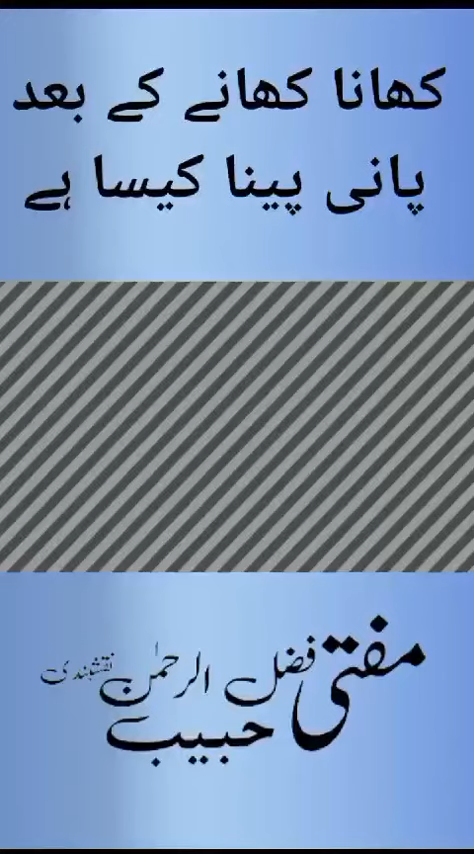 کھانا کھانے کے بعد
پانی پینا کیسا ہے
مفتی فضل الرحمٰن نقشبندی
حبیب